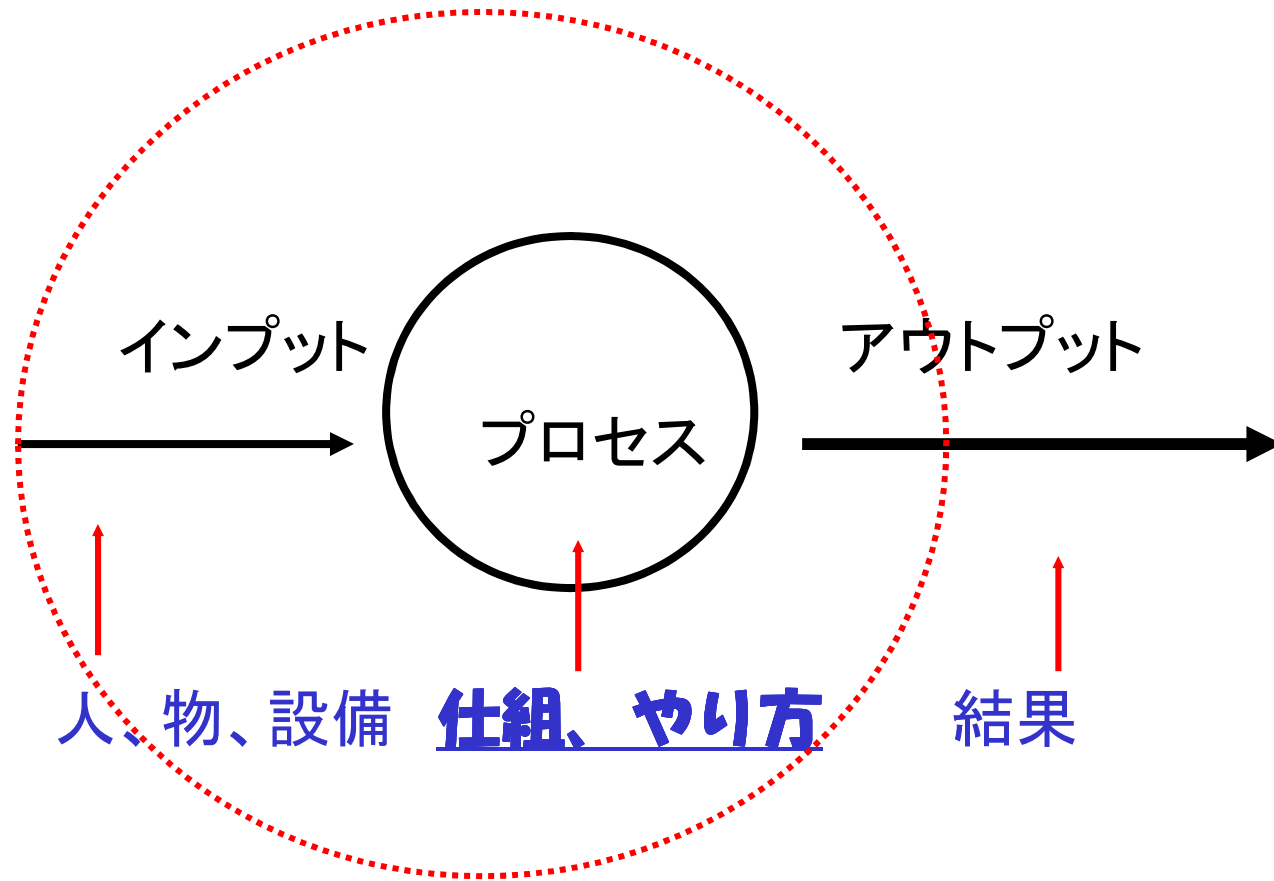 インプット
アウトプット
プロセス
人、物、設備
仕組、やり方
結果